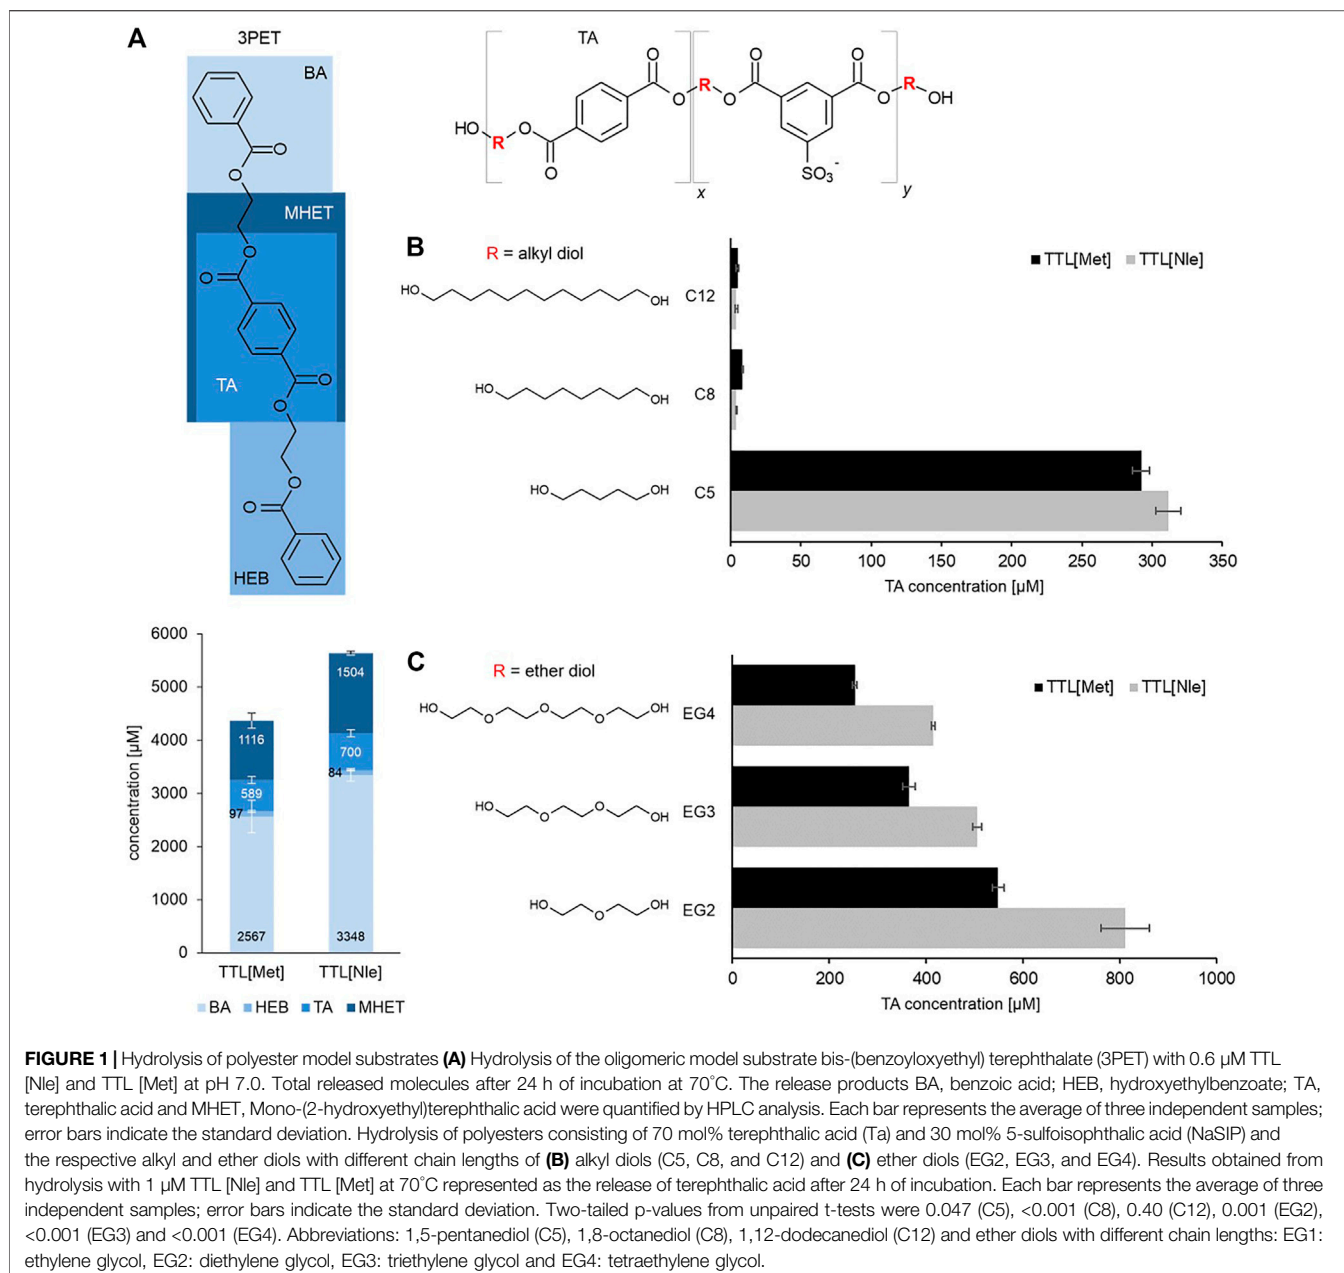 A
3PET
BA
MHET
TA
HEB
TA
HO
R
O
O
O
O
R
O
O
O
O
R
OH
SO3-
x
y
B
R = alkyl diol
TTL[Met] TTL[Nle]
HO OH C12
HO OH C8
HO OH C5
0 50 100 150 200 250 300 350
TA concentration [µM]
6000
5000
4000
3000
2000
1000
0
concentration [µM]
1116
589
97
2567
1504
700
84
3348
TTL[Met] TTL[Nle]
BA HEB TA MHET
C
R = ether diol
TTL[Met] TTL[Nle]
HO O O O OH EG4
HO O O OH EG3
HO O OH EG2
0 200 400 600 800 1000
TA concentration [µM]
FIGURE 1 | Hydrolysis of polyester model substrates (A) Hydrolysis of the oligomeric model substrate bis-(benzoyloxyethyl) terephthalate (3PET) with 0.6 µM TTL
[Nle] and TTL [Met] at pH 7.0. Total released molecules after 24 h of incubation at 70°C. The release products BA, benzoic acid; HEB, hydroxyethylbenzoate; TA,
terephthalic acid and MHET, Mono-(2-hydroxyethyl)terephthalic acid were quantified by HPLC analysis. Each bar represents the average of three independent samples;
error bars indicate the standard deviation. Hydrolysis of polyesters consisting of 70 mol% terephthalic acid (Ta) and 30 mol% 5-sulfoisophthalic acid (NaSIP) and
the respective alkyl and ether diols with different chain lengths of (B) alkyl diols (C5, C8, and C12) and (C) ether diols (EG2, EG3, and EG4). Results obtained from
hydrolysis with 1 µM TTL [Nle] and TTL [Met] at 70°C represented as the release of terephthalic acid after 24 h of incubation. Each bar represents the average of three
independent samples; error bars indicate the standard deviation. Two-tailed p-values from unpaired t-tests were 0.047 (C5), <0.001 (C8), 0.40 (C12), 0.001 (EG2),
<0.001 (EG3) and <0.001 (EG4). Abbreviations: 1,5-pentanediol (C5), 1,8-octanediol (C8), 1,12-dodecanediol (C12) and ether diols with different chain lengths: EG1:
ethylene glycol, EG2: diethylene glycol, EG3: triethylene glycol and EG4: tetraethylene glycol.